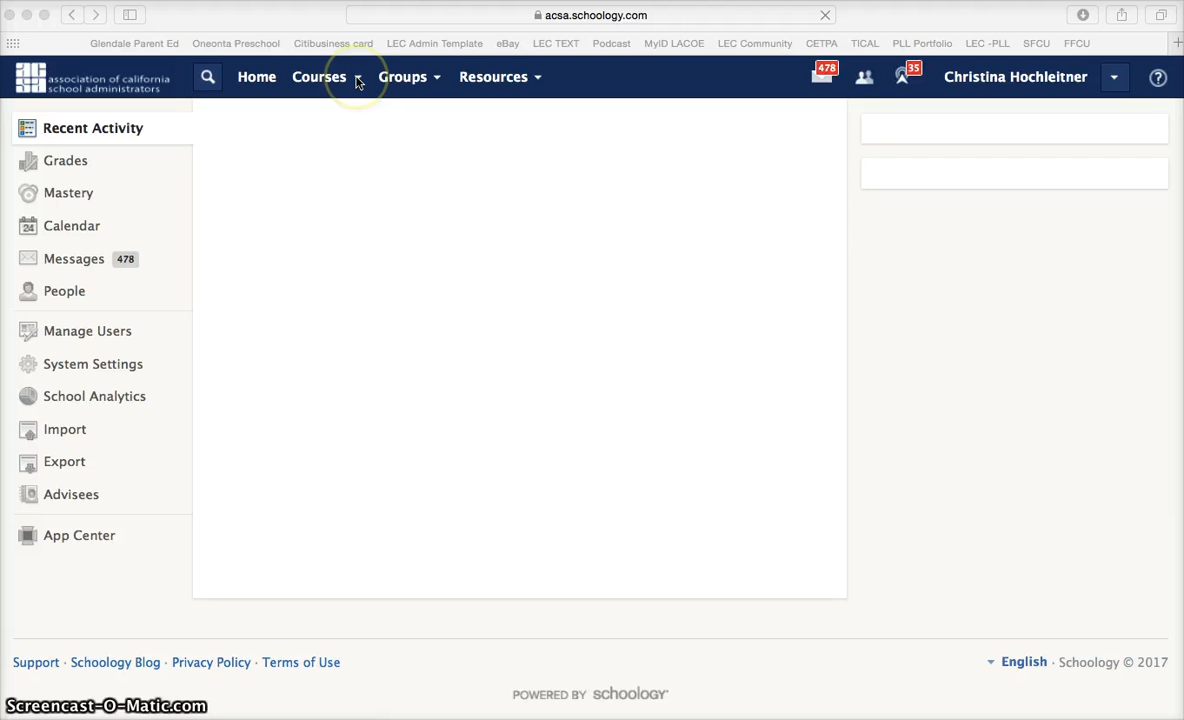 acsa.schoology.com
Glendale Parent Ed Oneonta Preschool Citibusiness card LEC Admin Template eBay LEC TEXT Podcast MyID LACOE LEC Community CETPA TICAL PLL Portfolio LEC -PLL SFCU FFCU
association of california
school administrators
Home Courses Groups Resources 478 35 Christina Hochleitner
Recent Activity
Grades
Mastery
24 Calendar
Messages 478
People
Manage Users
System Settings
School Analytics
Import
Export
Advisees
App Center
Support · Schoology Blog · Privacy Policy · Terms of Use
English · Schoology © 2017
POWERED BY schoology
Screencast-O-Matic.com